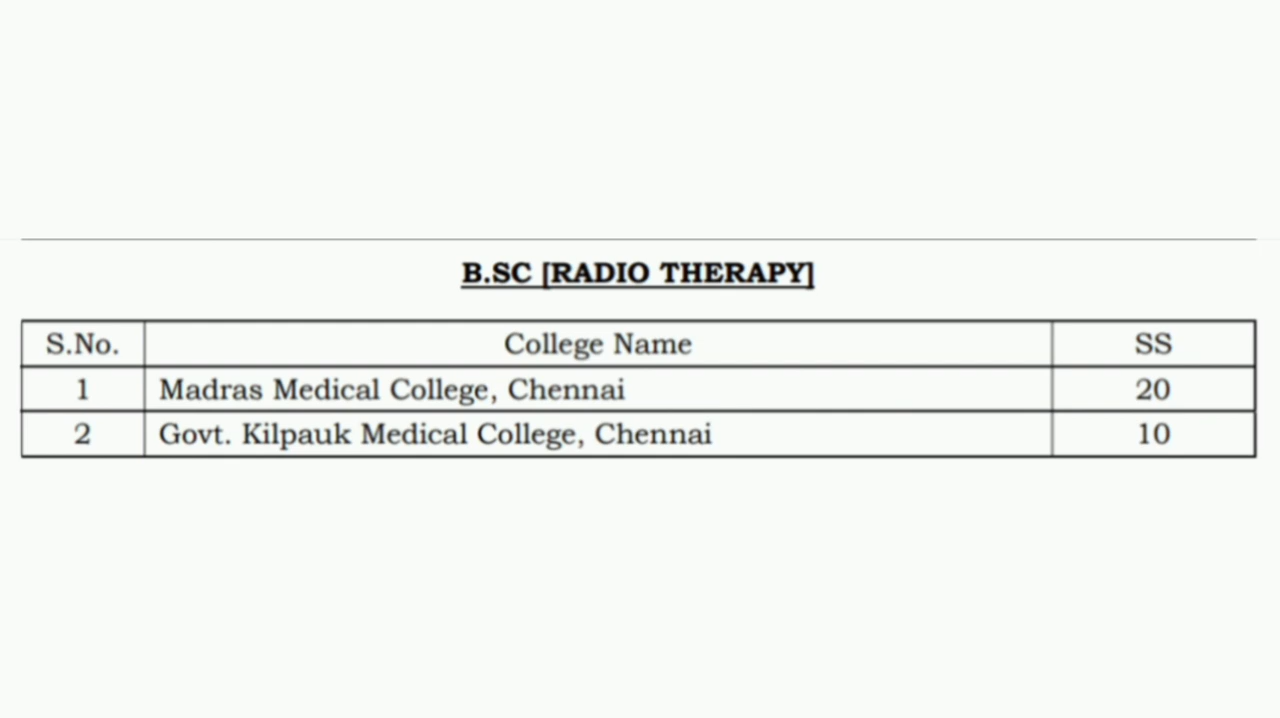 B.SC [RADIO THERAPY]
S.No. College Name SS
1 Madras Medical College, Chennai 20
2 Govt. Kilpauk Medical College, Chennai 10